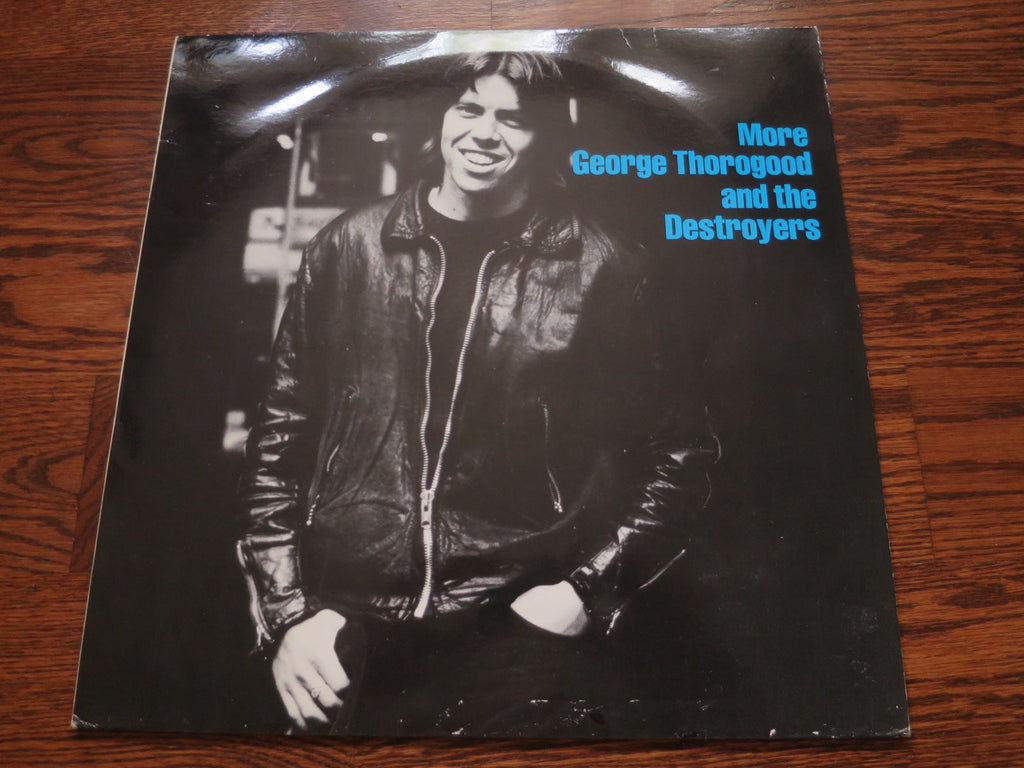 More
George Thorogood
and the
Destroyers